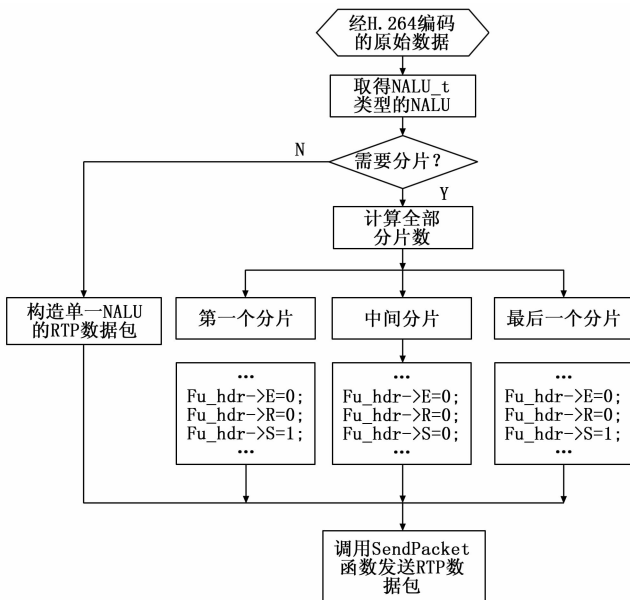 经H.264编码
的原始数据
取得NALU_t
类型的NALU
需要分片?
N
Y
计算全部
分片数
构造单一NALU
的RTP数据包
第一个分片
中间分片
最后一个分片
...
Fu_hdr->E=0;
Fu_hdr->R=0;
Fu_hdr->S=1;
...
...
Fu_hdr->E=0;
Fu_hdr->R=0;
Fu_hdr->S=0;
...
...
Fu_hdr->E=0;
Fu_hdr->R=0;
Fu_hdr->S=1;
...
调用SendPacket
函数发送RTP数
据包